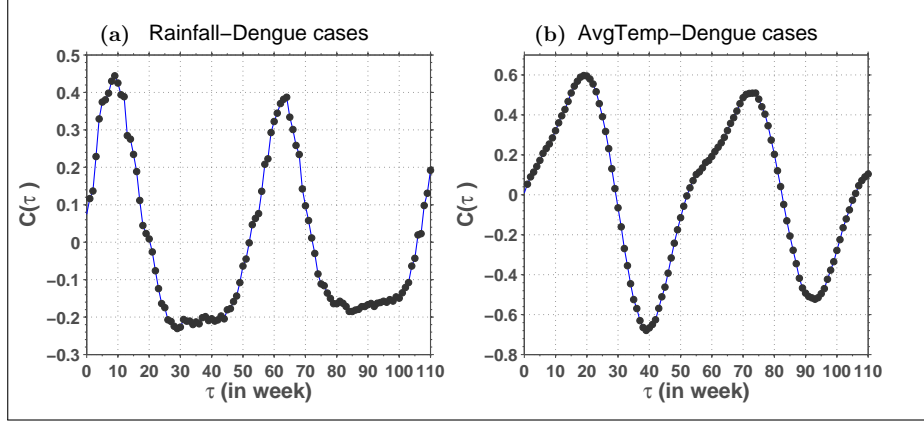 (a) Rainfall–Dengue cases
0.5
0.4
0.3
0.2
0.1
0
−0.1
−0.2
−0.3
C(τ )
0 10 20 30 40 50 60 70 80 90 100 110
τ (in week)
(b) AvgTemp–Dengue cases
0.6
0.4
0.2
0
−0.2
−0.4
−0.6
−0.8
C(τ )
0 10 20 30 40 50 60 70 80 90 100 110
τ (in week)